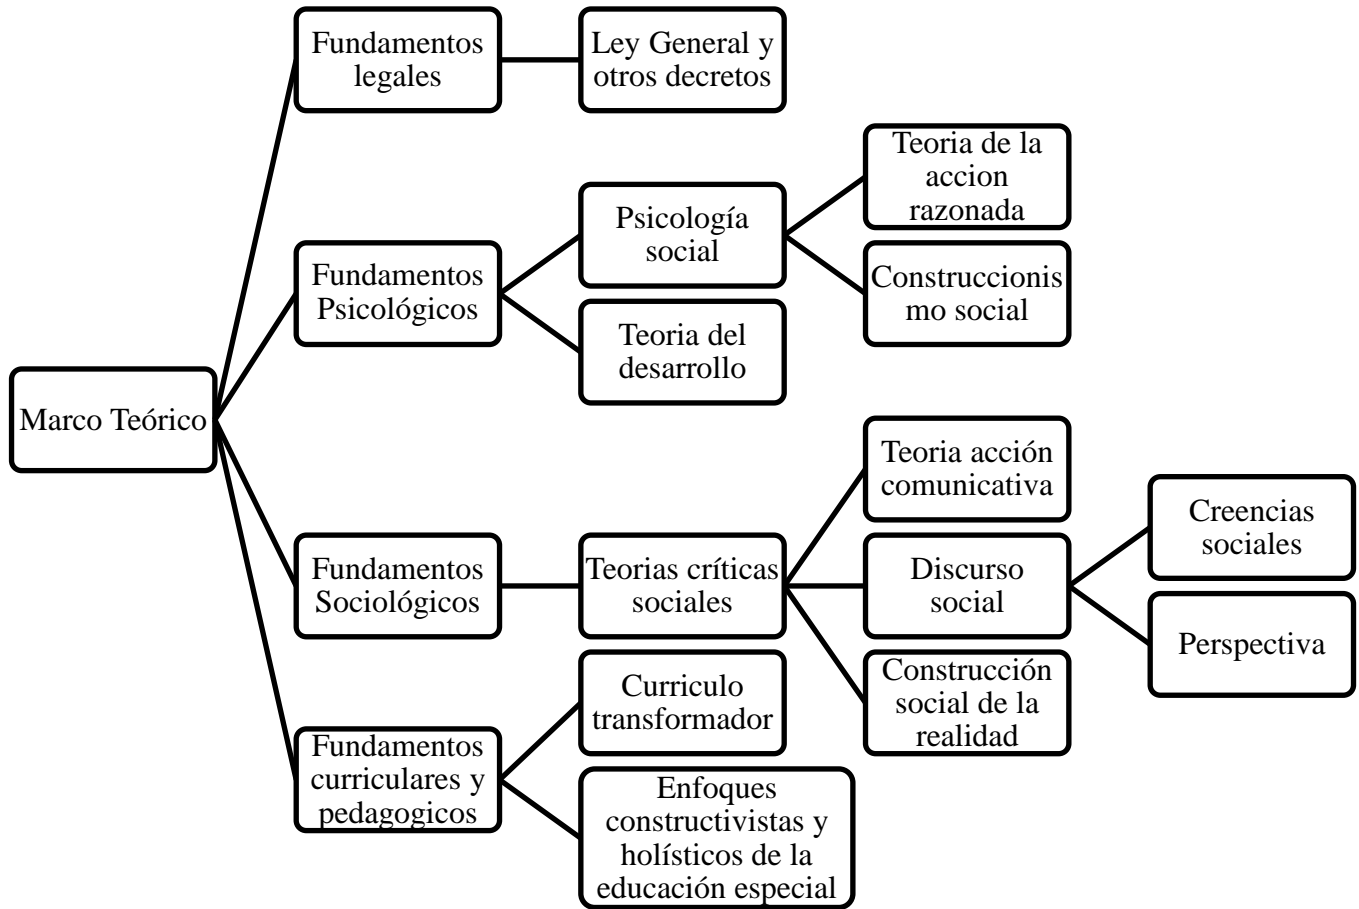 Marco Teórico
Fundamentos
legales
Ley General y
otros decretos
Fundamentos
Psicológicos
Psicología
social
Teoria de la
accion
razonada
Construccionis
mo social
Teoria del
desarrollo
Fundamentos
Sociológicos
Teorias críticas
sociales
Teoria acción
comunicativa
Discurso
social
Creencias
sociales
Perspectiva
Construcción
social de la
realidad
Fundamentos
curriculares y
pedagogicos
Curriculo
transformador
Enfoques
constructivistas y
holísticos de la
educación especial